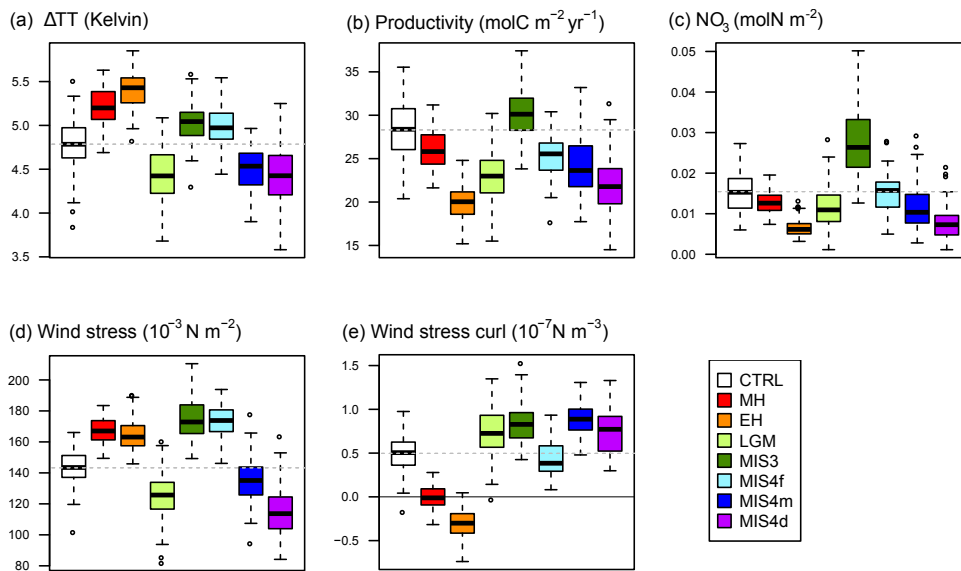 (a) ΔTT (Kelvin)
5.5
5.0
4.5
4.0
3.5
(b) Productivity (molC m⁻² yr⁻¹)
35
30
25
20
15
(c) NO₃ (molN m⁻²)
0.05
0.04
0.03
0.02
0.01
0.00
(d) Wind stress (10⁻³ N m⁻²)
200
180
160
140
120
100
80
(e) Wind stress curl (10⁻⁷N m⁻³)
1.5
1.0
0.5
0.0
−0.5
CTRL
MH
EH
LGM
MIS3
MIS4f
MIS4m
MIS4d